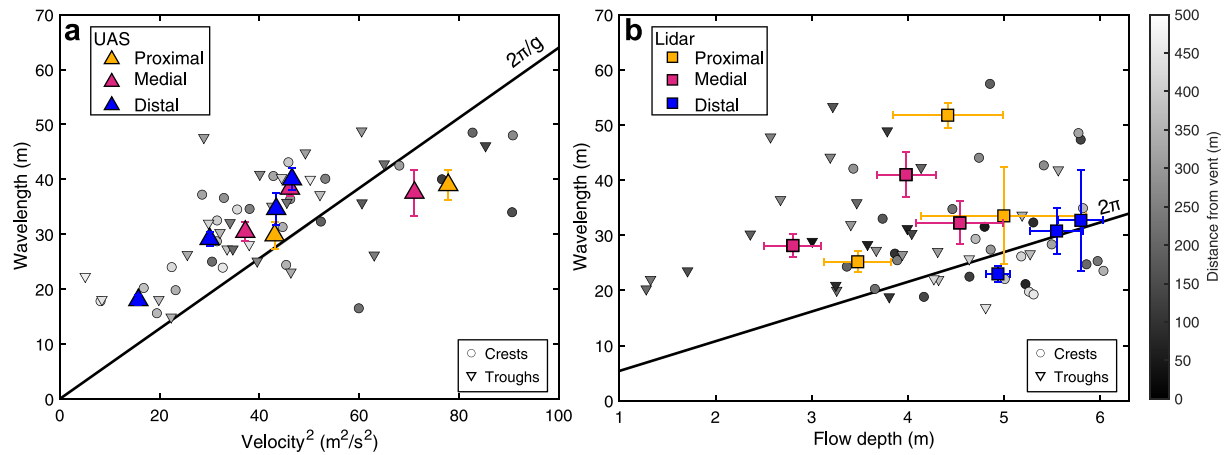 a
UAS
Proximal
Medial
Distal
2π/g
Crests
Troughs
70
60
50
40
30
20
10
0
Wavelength (m)
0
20
40
60
80
100
Velocity² (m²/s²)
b
Lidar
Proximal
Medial
Distal
2π
Crests
Troughs
70
60
50
40
30
20
10
0
Wavelength (m)
1
2
3
4
5
6
Flow depth (m)
500
450
400
350
300
250
200
150
100
50
0
Distance from vent (m)